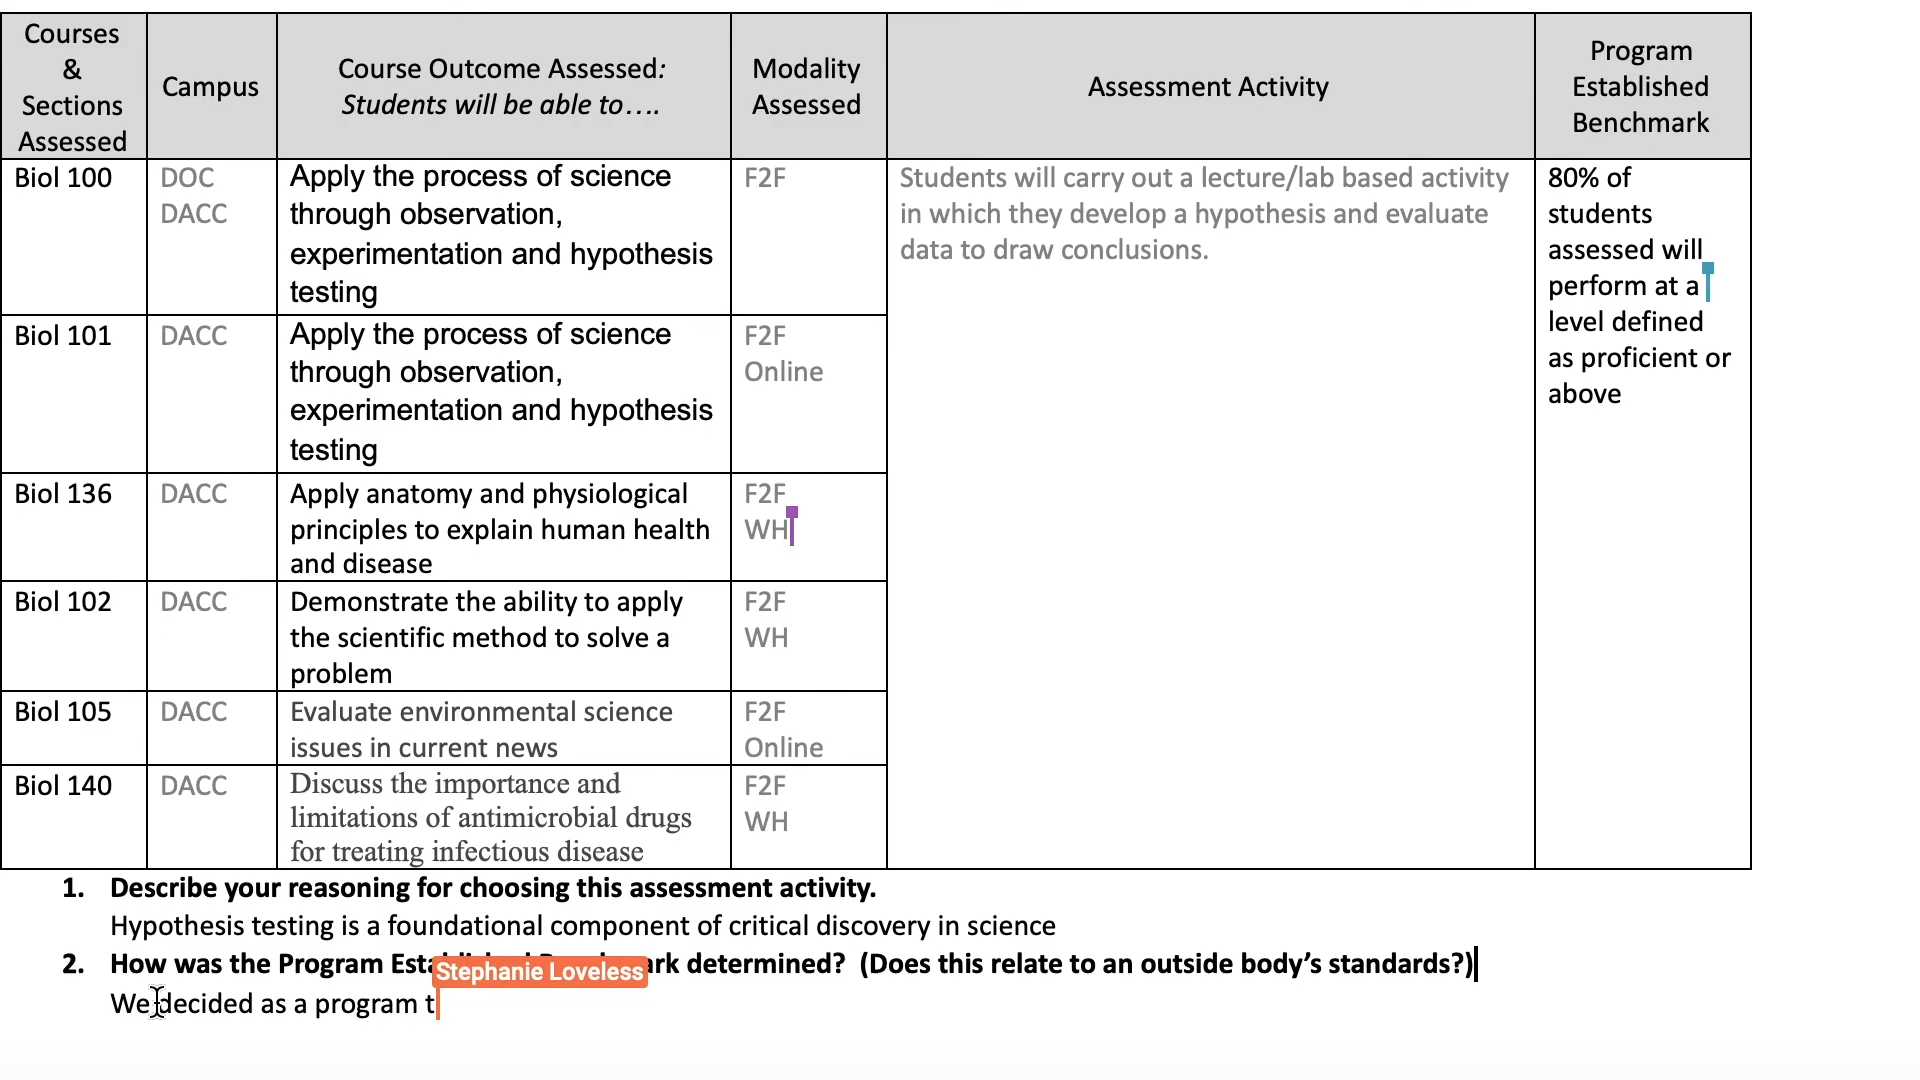 Courses
&
Sections
Assessed
Campus
Course Outcome Assessed:
Students will be able to....
Modality
Assessed
Assessment Activity
Program
Established
Benchmark
Biol 100
DOC
DACC
Apply the process of science
through observation,
experimentation and hypothesis
testing
F2F
Students will carry out a lecture/lab based activity
in which they develop a hypothesis and evaluate
data to draw conclusions.
80% of
students
assessed will
perform at a
level defined
as proficient or
above
Biol 101
DACC
Apply the process of science
through observation,
experimentation and hypothesis
testing
F2F
Online
Biol 136
DACC
Apply anatomy and physiological
principles to explain human health
and disease
F2F
WH
Biol 102
DACC
Demonstrate the ability to apply
the scientific method to solve a
problem
F2F
WH
Biol 105
DACC
Evaluate environmental science
issues in current news
F2F
Online
Biol 140
DACC
Discuss the importance and
limitations of antimicrobial drugs
for treating infectious disease
F2F
WH
1. Describe your reasoning for choosing this assessment activity.
Hypothesis testing is a foundational component of critical discovery in science
2. How was the Program determined? (Does this relate to an outside body's standards?)
Stephanie Loveless
We decided as a program t